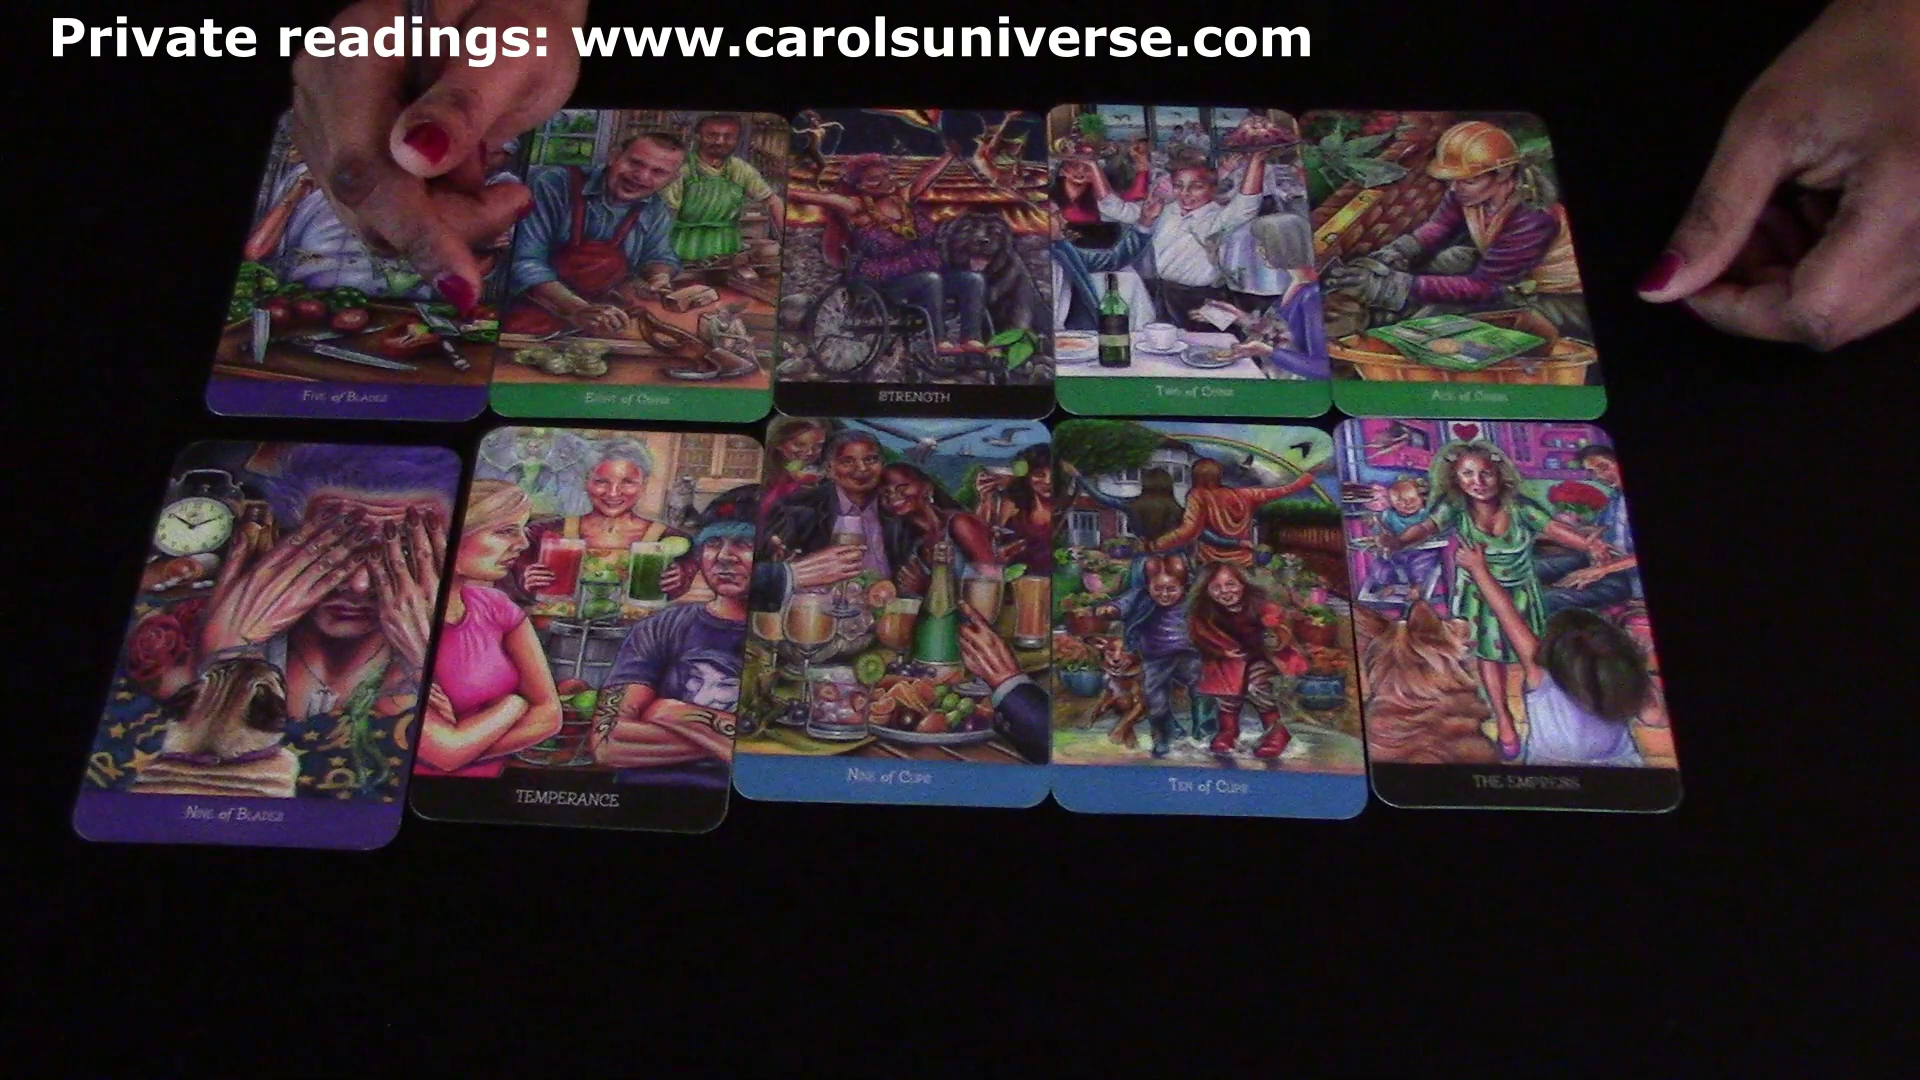 Private readings: www.carolsuniverse.com
Five of Blades
Eight of Coins
STRENGTH
Two of Coins
Ace of Coins
Nine of Blades
TEMPERANCE
Nine of Cups
Ten of Cups
THE EMPRESS